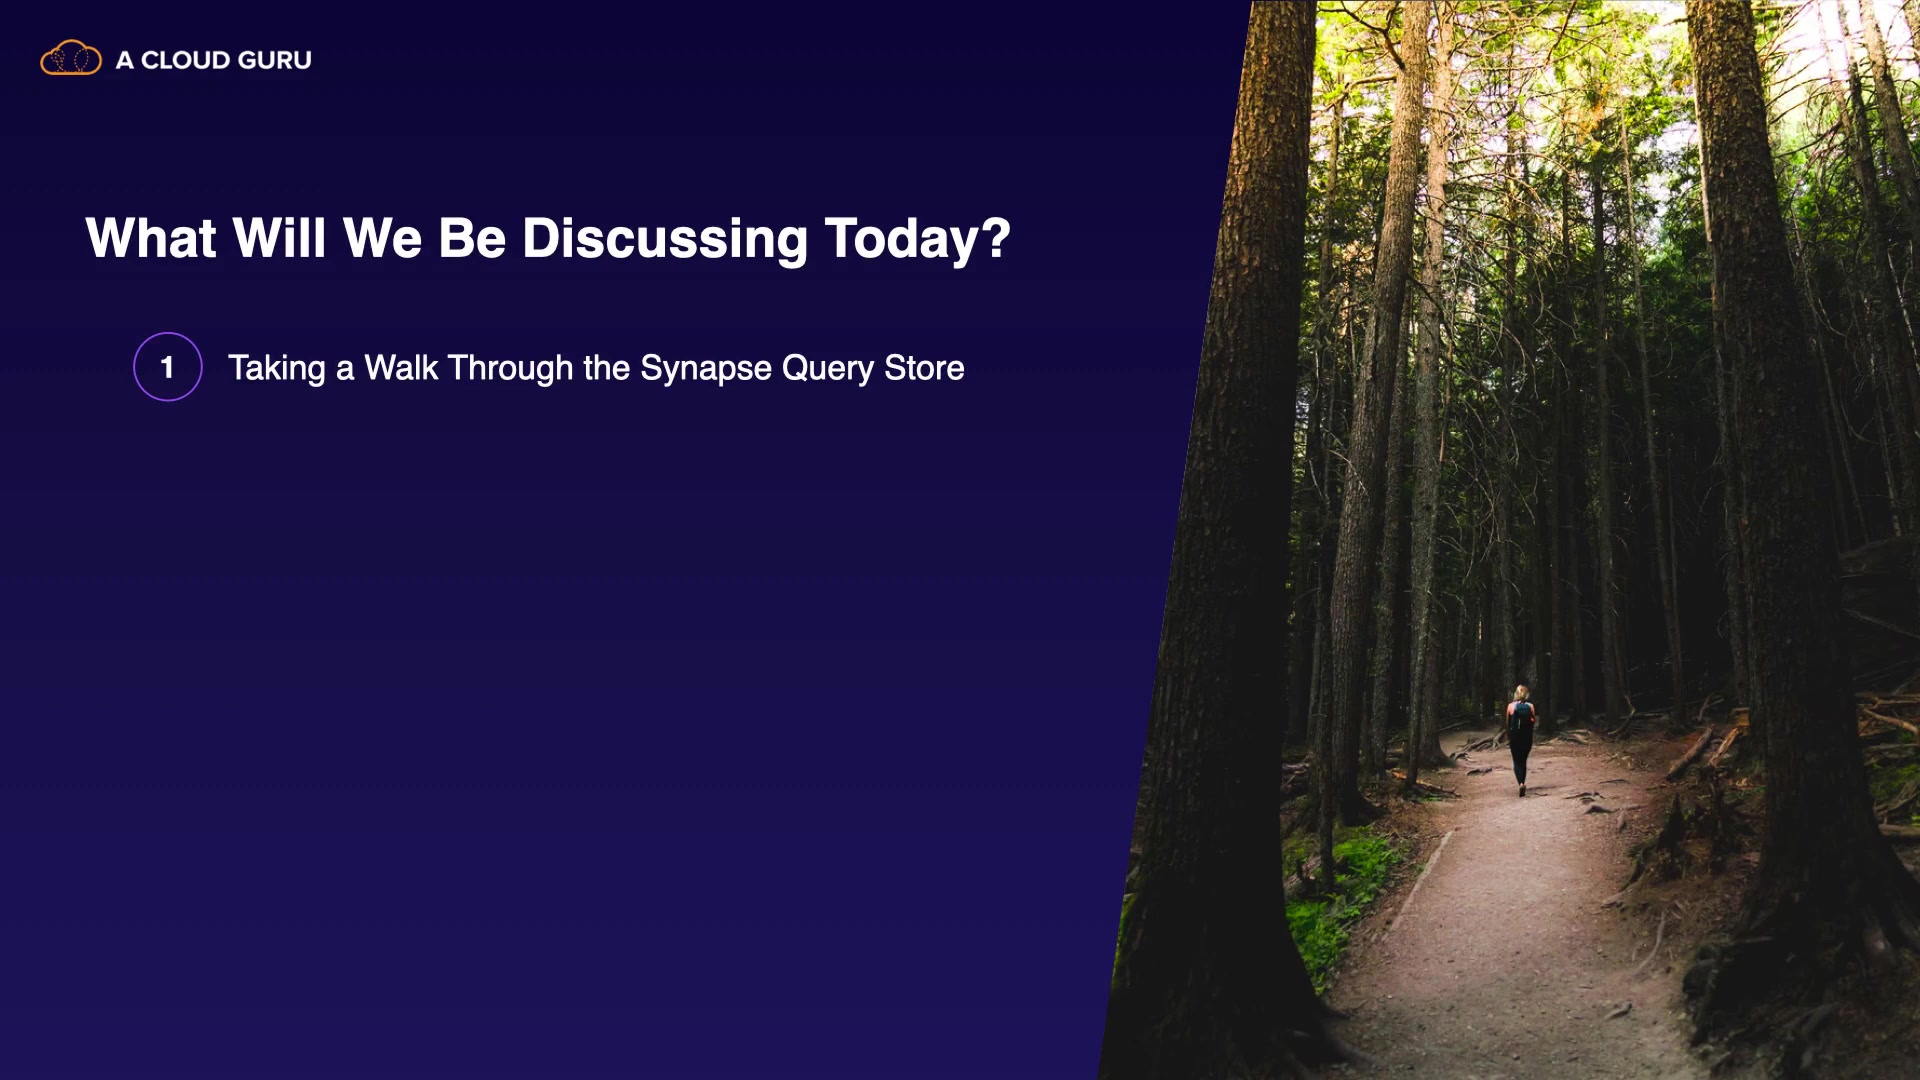 A CLOUD GURU
What Will We Be Discussing Today?
1 Taking a Walk Through the Synapse Query Store